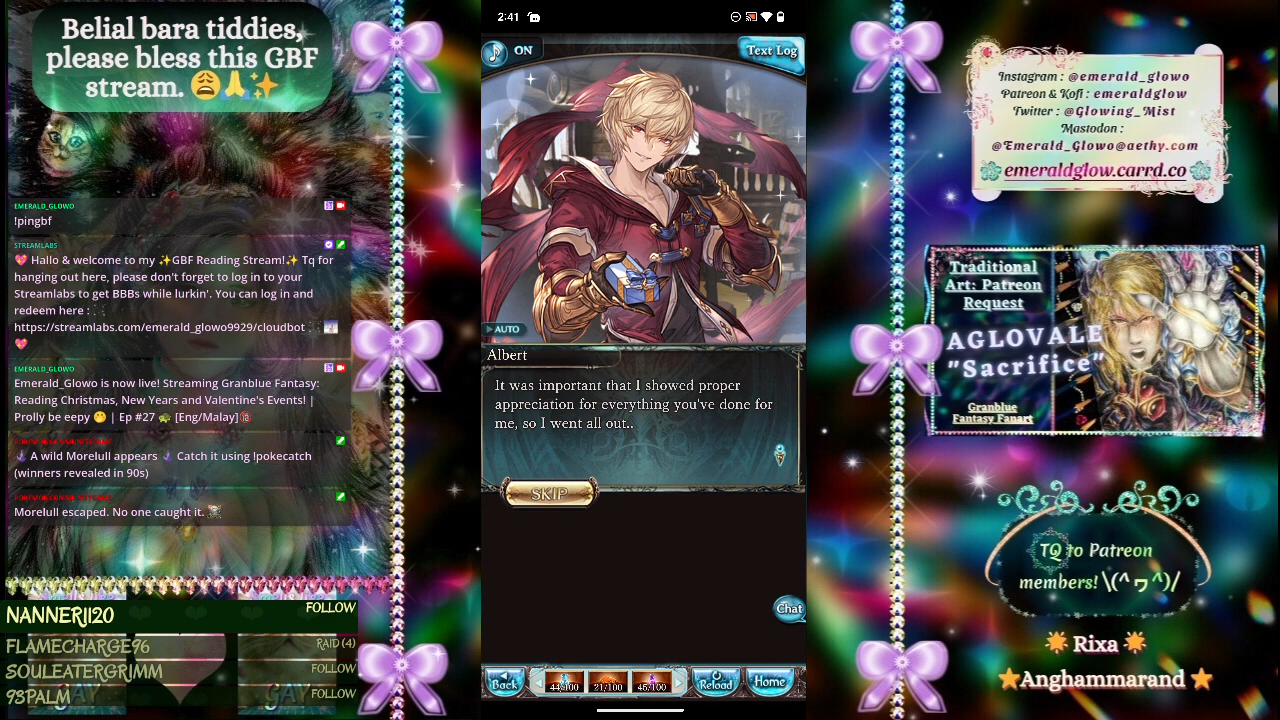 Belial bara tiddies,
please bless this GBF
stream. 😩🙏✨
EMERALD_GLOWO
!pingbf
STREAMLABS
💖 Hallo & welcome to my ✨GBF Reading Stream!✨ Tq for
hanging out here, please don't forget to log in to your
Streamlabs to get BBBs while lurkin'. You can log in and
redeem here :
https://streamlabs.com/emerald_glowo9929/cloudbot
💖
EMERALD_GLOWO
Emerald_Glowo is now live! Streaming Granblue Fantasy:
Reading Christmas, New Years and Valentine's Events! |
Prolly be eepy 🤭 | Ep #27 🐢 [Eng/Malay]🔞
A wild Morelull appears Catch it using !pokecatch
(winners revealed in 90s)
Morelull escaped. No one caught it.
NANNERJI20 FOLLOW
FLAMECHARGE96 RAID (4)
SOULEATERGRIMM FOLLOW
93PALM FOLLOW
2:41
ON
Text Log
AUTO
Albert
It was important that I showed proper
appreciation for everything you've done for
me, so I went all out..
SKIP
Chat
Back
44/100
21/100
45/100
Reload
Home
Instagram : @emerald_glowo
Patreon & Kofi : emeraldglow
Twitter : @Glowing_Mist
Mastodon :
@Emerald_Glowo@aethy.com
emeraldglow.carrd.co
Traditional
Art: Patreon
Request
AGLOVALE
"Sacrifice"
Granblue
Fantasy Fanart
TQ to Patreon
members! \(^ヮ^)/
🌟 Rixa 🌟
⭐Anghammarand ⭐